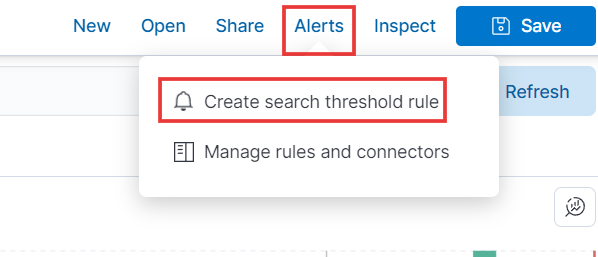 New Open Share Alerts Inspect Save
Create search threshold rule
Refresh
Manage rules and connectors